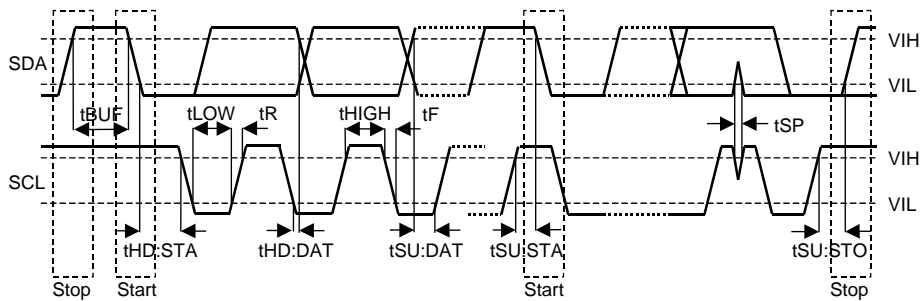 VIH
SDA
VIL
tBUF tLOW tR tHIGH tF tSP
VIH
SCL
VIL
tHD:STA tHD:DAT tSU:DAT tSU:STA tSU:STO
Stop Start Start Stop